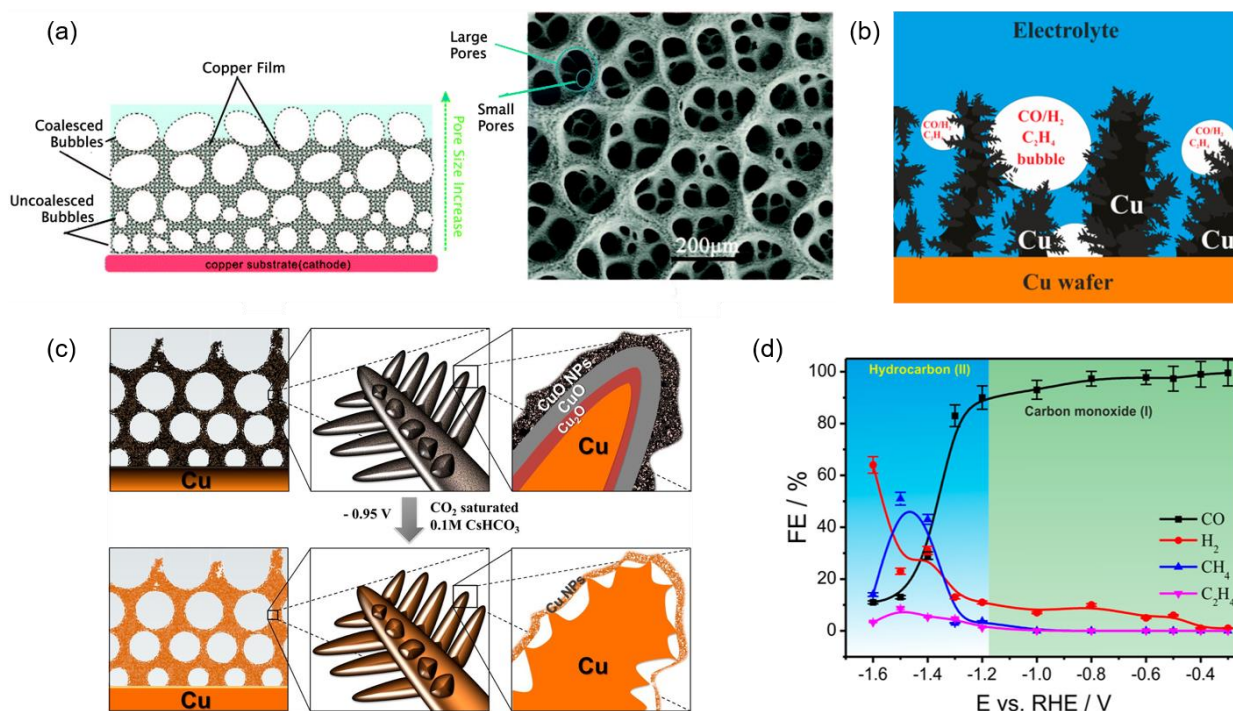 (a)
Copper Film
Coalesced
Bubbles
Uncoalesced
Bubbles
Pore Size Increase
copper substrate(cathode)
Large
Pores
Small
Pores
200μm
(b)
Electrolyte
CO/H2
C2H4
CO/H2
C2H4
bubble
CO/H2
C2H4
Cu
Cu
Cu
Cu wafer
(c)
Cu
CuO NPs
CuO
Cu2O
Cu
- 0.95 V
CO2 saturated
0.1M CsHCO3
Cu
Cu NPs
Cu
(d)
100
80
60
40
20
0
FE / %
Hydrocarbon (II)
Carbon monoxide (I)
CO
H2
CH4
C2H4
-1.6 -1.4 -1.2 -1.0 -0.8 -0.6 -0.4
E vs. RHE / V